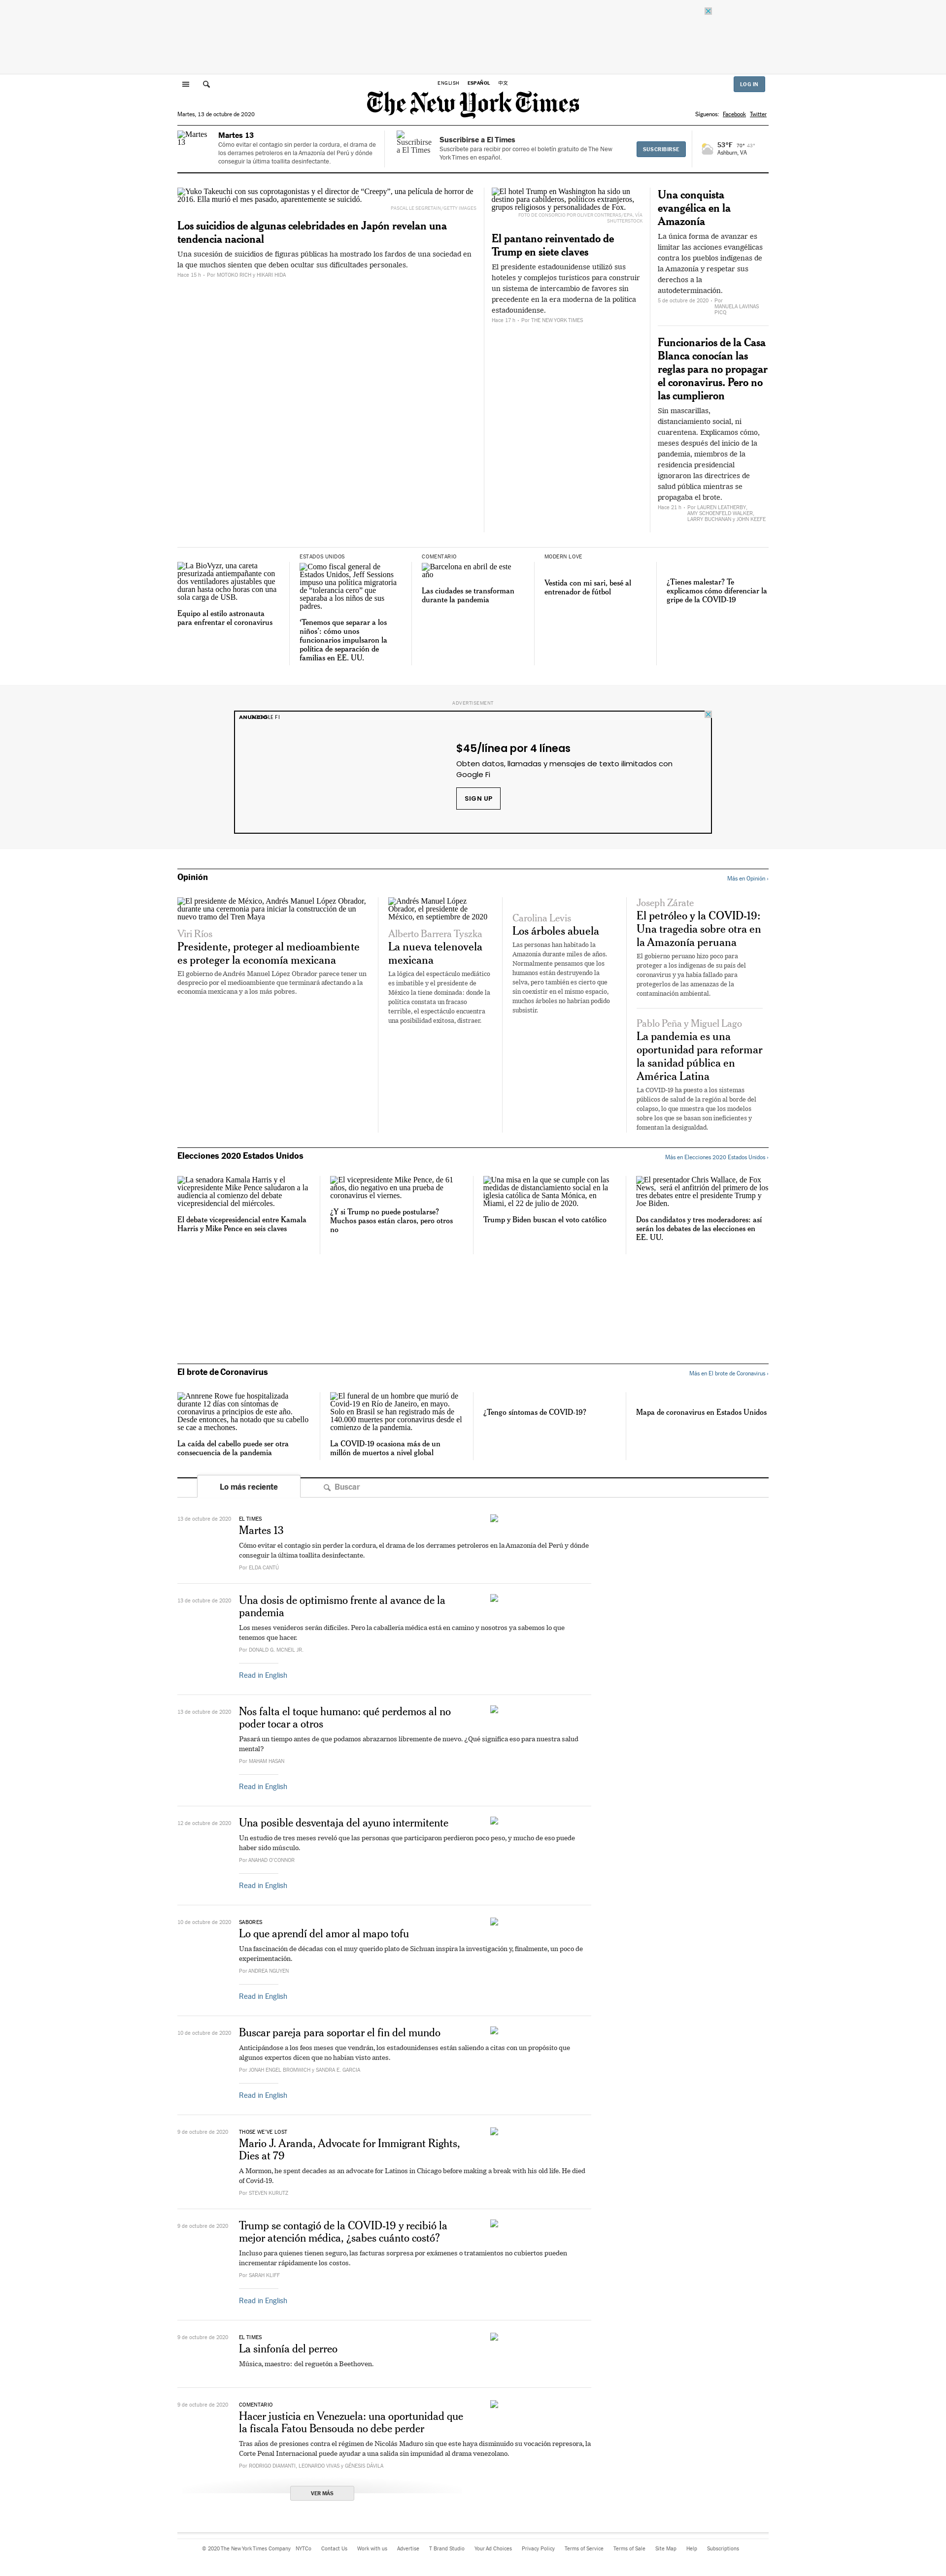 ENGLISH ESPAÑOL 中文
LOG IN
The New York Times
Martes, 13 de octubre de 2020
Síguenos: Facebook Twitter
Martes 13
Martes 13
Cómo evitar el contagio sin perder la cordura, el drama de
los derrames petroleros en la Amazonía del Perú y dónde
conseguir la última toallita desinfectante.
Suscribirse a El Times
Suscribirse a El Times
Suscríbete para recibir por correo el boletín gratuito de The New
York Times en español.
SUSCRIBIRSE
53°F 70° 43°
Ashburn, VA
Yuko Takeuchi con sus coprotagonistas y el director de “Creepy”, una película de horror de
2016. Ella murió el mes pasado, aparentemente se suicidó.
PASCAL LE SEGRETAIN/GETTY IMAGES
Los suicidios de algunas celebridades en Japón revelan una
tendencia nacional
Una sucesión de suicidios de figuras públicas ha mostrado los fardos de una sociedad en
la que muchos sienten que deben ocultar sus dificultades personales.
Hace 15 h - Por MOTOKO RICH y HIKARI HIDA
El hotel Trump en Washington ha sido un
destino para cabilderos, políticos extranjeros,
grupos religiosos y personalidades de Fox.
FOTO DE CONSORCIO POR OLIVER CONTRERAS/EPA, VÍA
SHUTTERSTOCK
El pantano reinventado de
Trump en siete claves
El presidente estadounidense utilizó sus
hoteles y complejos turísticos para construir
un sistema de intercambio de favores sin
precedente en la era moderna de la política
estadounidense.
Hace 17 h - Por THE NEW YORK TIMES
Una conquista
evangélica en la
Amazonía
La única forma de avanzar es
limitar las acciones evangélicas
contra los pueblos indígenas de
la Amazonía y respetar sus
derechos a la
autodeterminación.
5 de octubre de 2020 - Por
MANUELA LAVINAS
PICQ
Funcionarios de la Casa
Blanca conocían las
reglas para no propagar
el coronavirus. Pero no
las cumplieron
Sin mascarillas,
distanciamiento social, ni
cuarentena. Explicamos cómo,
meses después del inicio de la
pandemia, miembros de la
residencia presidencial
ignoraron las directrices de
salud pública mientras se
propagaba el brote.
Hace 21 h - Por LAUREN LEATHERBY,
AMY SCHOENFELD WALKER,
LARRY BUCHANAN y JOHN KEEFE
La BioVyzr, una careta
presurizada antiempañante con
dos ventiladores ajustables que
duran hasta ocho horas con una
sola carga de USB.
Equipo al estilo astronauta
para enfrentar el coronavirus
ESTADOS UNIDOS
Como fiscal general de
Estados Unidos, Jeff Sessions
impuso una política migratoria
de “tolerancia cero” que
separaba a los niños de sus
padres.
‘Tenemos que separar a los
niños’: cómo unos
funcionarios impulsaron la
política de separación de
familias en EE. UU.
COMENTARIO
Barcelona en abril de este
año
Las ciudades se transforman
durante la pandemia
MODERN LOVE
Vestida con mi sari, besé al
entrenador de fútbol
¿Tienes malestar? Te
explicamos cómo diferenciar la
gripe de la COVID-19
ADVERTISEMENT
$45/línea por 4 líneas
Obten datos, llamadas y mensajes de texto ilimitados con
Google Fi
SIGN UP
Opinión
Más en Opinión ›
El presidente de México, Andrés Manuel López Obrador,
durante una ceremonia para iniciar la construcción de un
nuevo tramo del Tren Maya
Viri Ríos
Presidente, proteger al medioambiente
es proteger la economía mexicana
El gobierno de Andrés Manuel López Obrador parece tener un
desprecio por el medioambiente que terminará afectando a la
economía mexicana y a los más pobres.
Andrés Manuel López
Obrador, el presidente de
México, en septiembre de 2020
Alberto Barrera Tyszka
La nueva telenovela
mexicana
La lógica del espectáculo mediático
es imbatible y el presidente de
México la tiene dominada: donde la
política constata un fracaso
terrible, el espectáculo encuentra
una posibilidad exitosa, distraer.
Carolina Levis
Los árboles abuela
Las personas han habitado la
Amazonía durante miles de años.
Normalmente pensamos que los
humanos están destruyendo la
selva, pero también es cierto que
sin coexistir en el mismo espacio,
muchos árboles no habrían podido
subsistir.
Joseph Zárate
El petróleo y la COVID-19:
Una tragedia sobre otra en
la Amazonía peruana
El gobierno peruano hizo poco para
proteger a los indígenas de su país del
coronavirus y ya había fallado para
protegerlos de las amenazas de la
contaminación ambiental.
Pablo Peña y Miguel Lago
La pandemia es una
oportunidad para reformar
la sanidad pública en
América Latina
La COVID-19 ha puesto a los sistemas
públicos de salud de la región al borde del
colapso, lo que muestra que los modelos
sobre los que se basan son ineficientes y
fomentan la desigualdad.
Elecciones 2020 Estados Unidos
Más en Elecciones 2020 Estados Unidos ›
La senadora Kamala Harris y el
vicepresidente Mike Pence saludaron a la
audiencia al comienzo del debate
vicepresidencial del miércoles.
El debate vicepresidencial entre Kamala
Harris y Mike Pence en seis claves
El vicepresidente Mike Pence, de 61
años, dio negativo en una prueba de
coronavirus el viernes.
¿Y si Trump no puede postularse?
Muchos pasos están claros, pero otros
no
Una misa en la que se cumple con las
medidas de distanciamiento social en la
iglesia católica de Santa Mónica, en
Miami, el 22 de julio de 2020.
Trump y Biden buscan el voto católico
El presentador Chris Wallace, de Fox
News, será el anfitrión del primero de los
tres debates entre el presidente Trump y
Joe Biden.
Dos candidatos y tres moderadores: así
serán los debates de las elecciones en
EE. UU.
El brote de Coronavirus
Más en El brote de Coronavirus ›
Annrene Rowe fue hospitalizada
durante 12 días con síntomas de
coronavirus a principios de este año.
Desde entonces, ha notado que su cabello
se cae a mechones.
La caída del cabello puede ser otra
consecuencia de la pandemia
El funeral de un hombre que murió de
Covid-19 en Río de Janeiro, en mayo.
Solo en Brasil se han registrado más de
140.000 muertes por coronavirus desde el
comienzo de la pandemia.
La COVID-19 ocasiona más de un
millón de muertos a nivel global
¿Tengo síntomas de COVID-19?
Mapa de coronavirus en Estados Unidos
Lo más reciente
Buscar
13 de octubre de 2020
EL TIMES
Martes 13
Cómo evitar el contagio sin perder la cordura, el drama de los derrames petroleros en la Amazonía del Perú y dónde
conseguir la última toallita desinfectante.
Por ELDA CANTÚ
13 de octubre de 2020
Una dosis de optimismo frente al avance de la
pandemia
Los meses venideros serán difíciles. Pero la caballería médica está en camino y nosotros ya sabemos lo que
tenemos que hacer.
Por DONALD G. MCNEIL JR.
Read in English
13 de octubre de 2020
Nos falta el toque humano: qué perdemos al no
poder tocar a otros
Pasará un tiempo antes de que podamos abrazarnos libremente de nuevo. ¿Qué significa eso para nuestra salud
mental?
Por MAHAM HASAN
Read in English
12 de octubre de 2020
Una posible desventaja del ayuno intermitente
Un estudio de tres meses reveló que las personas que participaron perdieron poco peso, y mucho de eso puede
haber sido músculo.
Por ANAHAD O'CONNOR
Read in English
10 de octubre de 2020
SABORES
Lo que aprendí del amor al mapo tofu
Una fascinación de décadas con el muy querido plato de Sichuan inspira la investigación y, finalmente, un poco de
experimentación.
Por ANDREA NGUYEN
Read in English
10 de octubre de 2020
Buscar pareja para soportar el fin del mundo
Anticipándose a los feos meses que vendrán, los estadounidenses están saliendo a citas con un propósito que
algunos expertos dicen que no habían visto antes.
Por JONAH ENGEL BROMWICH y SANDRA E. GARCIA
Read in English
9 de octubre de 2020
THOSE WE'VE LOST
Mario J. Aranda, Advocate for Immigrant Rights,
Dies at 79
A Mormon, he spent decades as an advocate for Latinos in Chicago before making a break with his old life. He died
of Covid-19.
Por STEVEN KURUTZ
9 de octubre de 2020
Trump se contagió de la COVID-19 y recibió la
mejor atención médica, ¿sabes cuánto costó?
Incluso para quienes tienen seguro, las facturas sorpresa por exámenes o tratamientos no cubiertos pueden
incrementar rápidamente los costos.
Por SARAH KLIFF
Read in English
9 de octubre de 2020
EL TIMES
La sinfonía del perreo
Música, maestro: del reguetón a Beethoven.
9 de octubre de 2020
COMENTARIO
Hacer justicia en Venezuela: una oportunidad que
la fiscala Fatou Bensouda no debe perder
Tras años de presiones contra el régimen de Nicolás Maduro sin que este haya disminuido su vocación represora, la
Corte Penal Internacional puede ayudar a una salida sin impunidad al drama venezolano.
Por RODRIGO DIAMANTI, LEONARDO VIVAS y GÉNESIS DÁVILA
VER MÁS
© 2020 The New York Times Company NYTCo Contact Us Work with us Advertise T Brand Studio Your Ad Choices Privacy Policy Terms of Service Terms of Sale Site Map Help Subscriptions